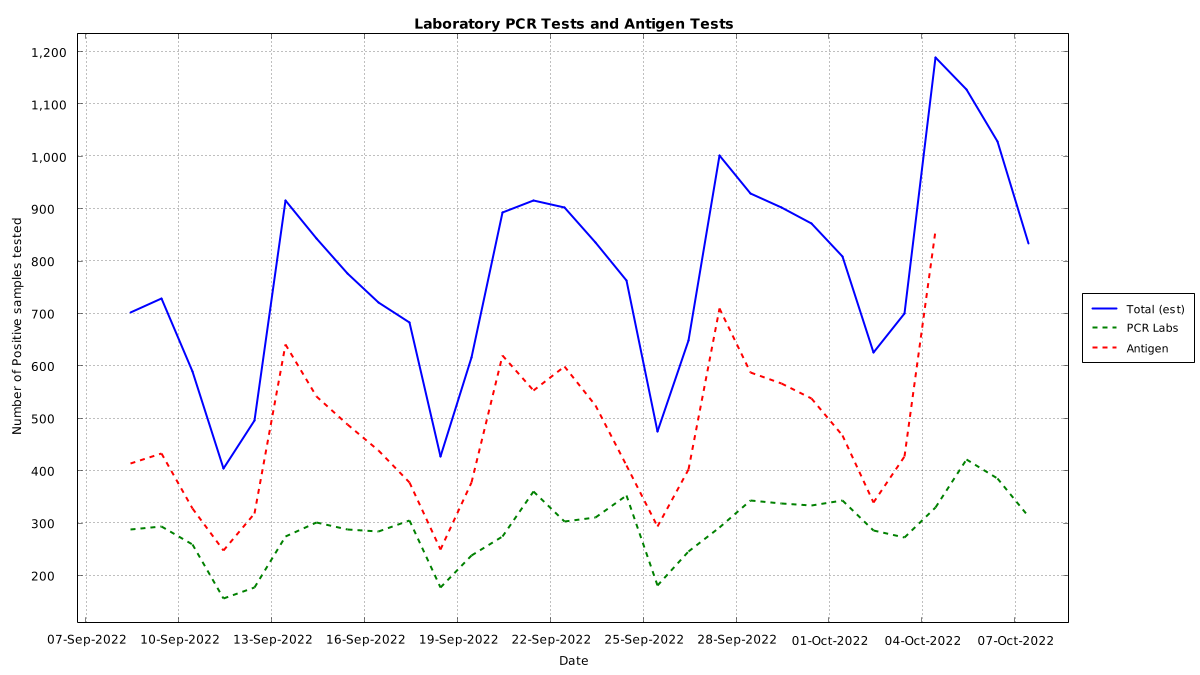 Laboratory PCR Tests and Antigen Tests
1,200
1,100
1,000
900
800
700
600
500
400
300
200
Number of Positive samples tested
07-Sep-2022 10-Sep-2022 13-Sep-2022 16-Sep-2022 19-Sep-2022 22-Sep-2022 25-Sep-2022 28-Sep-2022 01-Oct-2022 04-Oct-2022 07-Oct-2022
Date
Total (est)
PCR Labs
Antigen